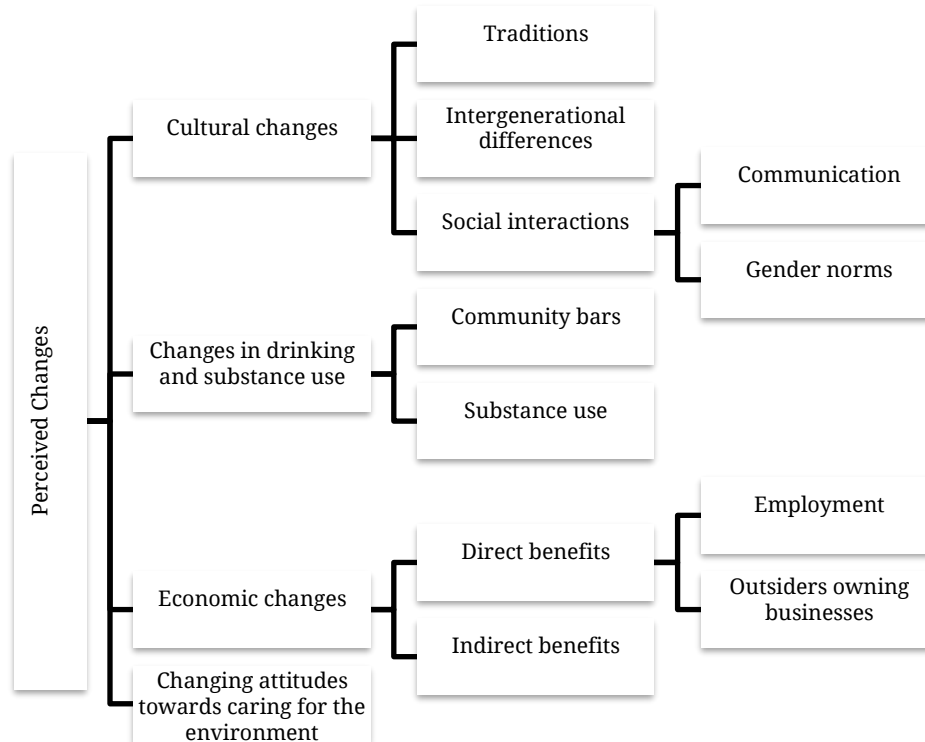 Perceived Changes
Cultural changes
Traditions
Intergenerational
differences
Social interactions
Communication
Gender norms
Changes in drinking
and substance use
Community bars
Substance use
Economic changes
Direct benefits
Employment
Outsiders owning
businesses
Indirect benefits
Changing attitudes
towards caring for the
environment